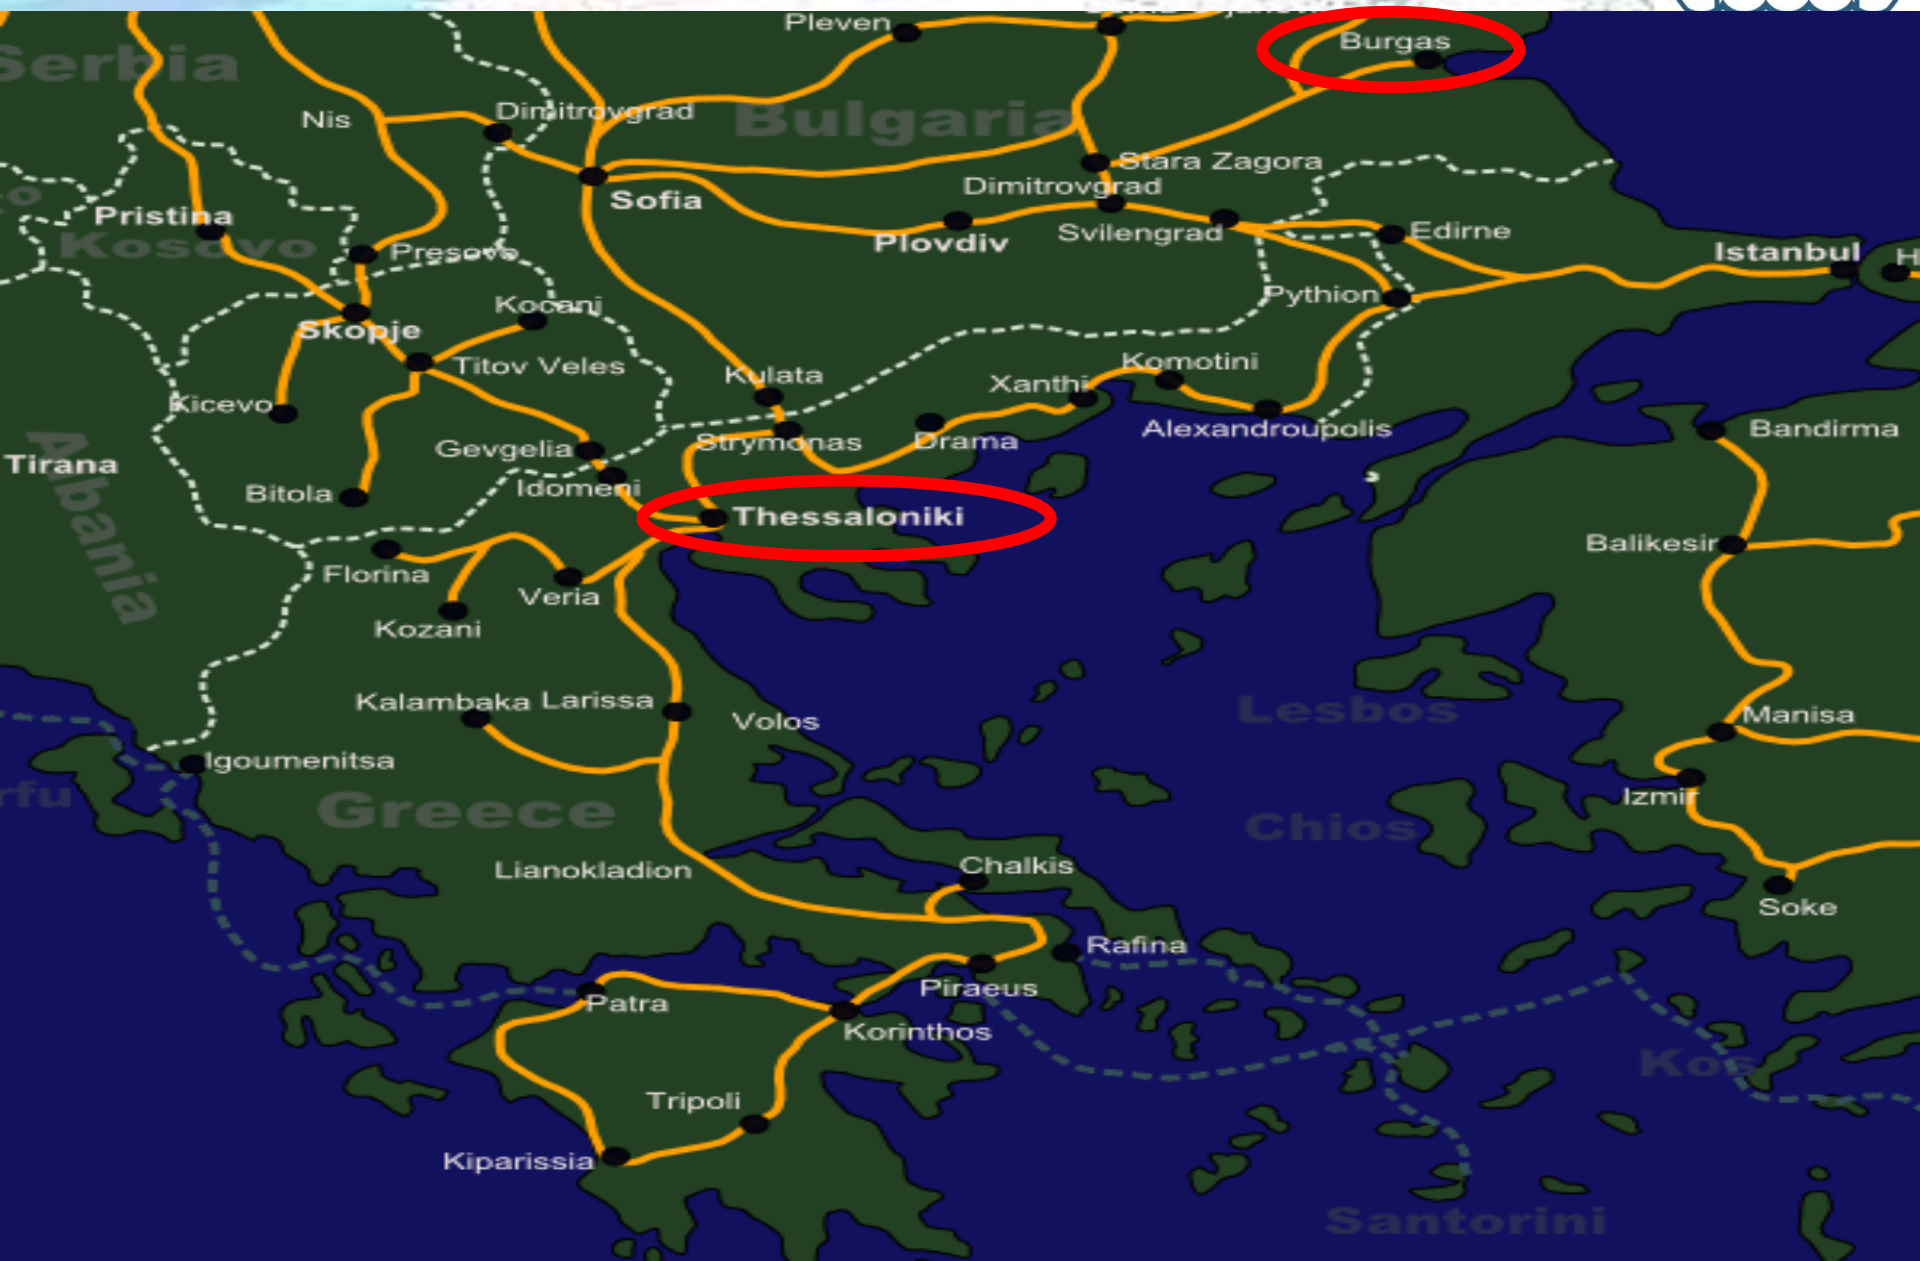 Pleven
Burgas
Serbia
Nis
Dimitrovgrad
Bulgaria
Stara Zagora
Dimitrovgrad
Sofia
Pristina
Kosovo
Plovdiv
Svilengrad
Edirne
Istanbul
H
Presovo
Kocanj
Pythion
Skopje
Titov Veles
Kulata
Komotini
Xanthi
Kicevo
Gevgelia
Strymonas
Drama
Alexandroupolis
Bandirma
Tirana
Albania
Bitola
Idomeni
Thessaloniki
Balikesir
Florina
Veria
Kozani
Kalambaka
Larissa
Volos
Lesbos
Manisa
Igoumenitsa
rfu
Greece
Izmir
Chios
Lianokladion
Chalkis
Soke
Rafina
Patra
Piraeus
Korinthos
Kos
Tripoli
Kiparissia
Santorini